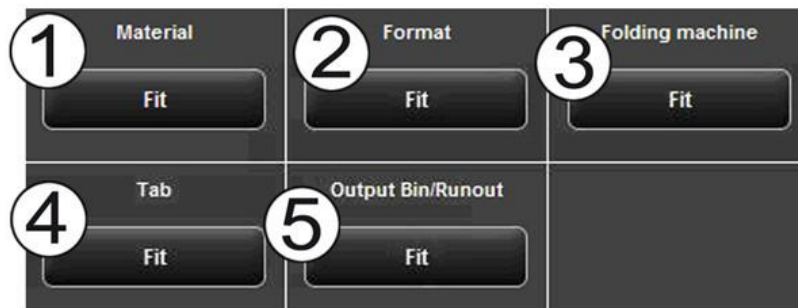 1 Material
Fit
2 Format
Fit
3 Folding machine
Fit
4 Tab
Fit
5 Output Bin/Runout
Fit